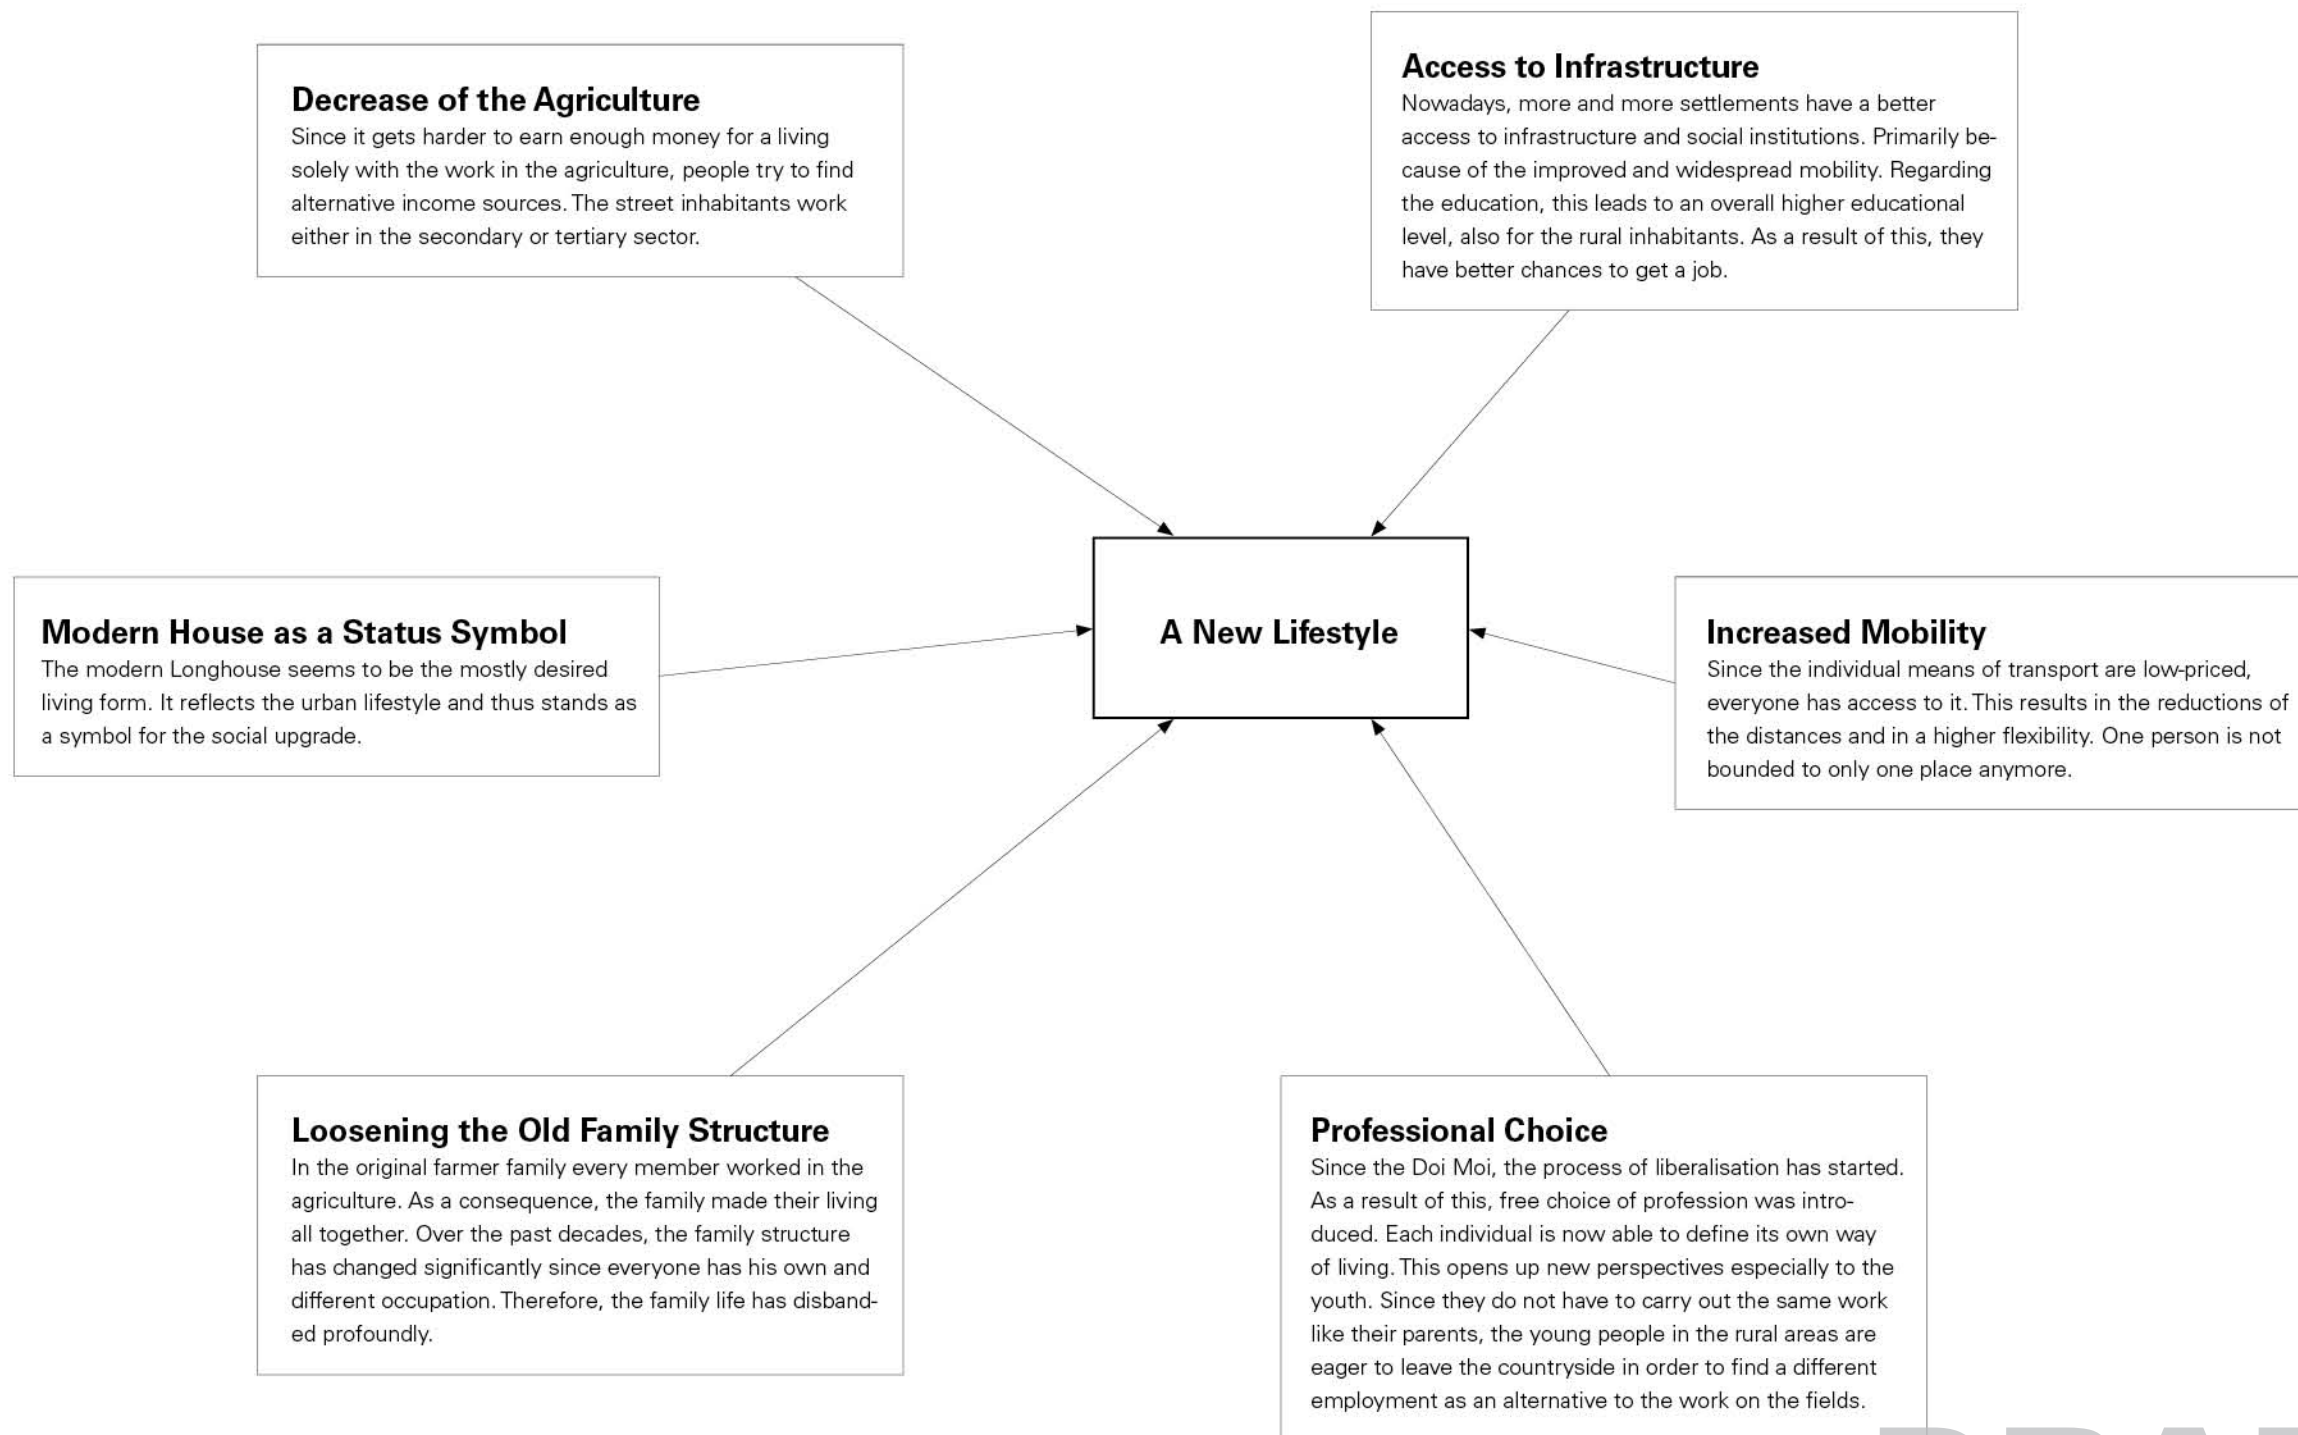 Decrease of the Agriculture
Since it gets harder to earn enough money for a living
solely with the work in the agriculture, people try to find
alternative income sources. The street inhabitants work
either in the secondary or tertiary sector.
Access to Infrastructure
Nowadays, more and more settlements have a better
access to infrastructure and social institutions. Primarily be-
cause of the improved and widespread mobility. Regarding
the education, this leads to an overall higher educational
level, also for the rural inhabitants. As a result of this, they
have better chances to get a job.
Modern House as a Status Symbol
The modern Longhouse seems to be the mostly desired
living form. It reflects the urban lifestyle and thus stands as
a symbol for the social upgrade.
A New Lifestyle
Increased Mobility
Since the individual means of transport are low-priced,
everyone has access to it. This results in the reductions of
the distances and in a higher flexibility. One person is not
bounded to only one place anymore.
Loosening the Old Family Structure
In the original farmer family every member worked in the
agriculture. As a consequence, the family made their living
all together. Over the past decades, the family structure
has changed significantly since everyone has his own and
different occupation. Therefore, the family life has disband-
ed profoundly.
Professional Choice
Since the Doi Moi, the process of liberalisation has started.
As a result of this, free choice of profession was intro-
duced. Each individual is now able to define its own way
of living. This opens up new perspectives especially to the
youth. Since they do not have to carry out the same work
like their parents, the young people in the rural areas are
eager to leave the countryside in order to find a different
employment as an alternative to the work on the fields.